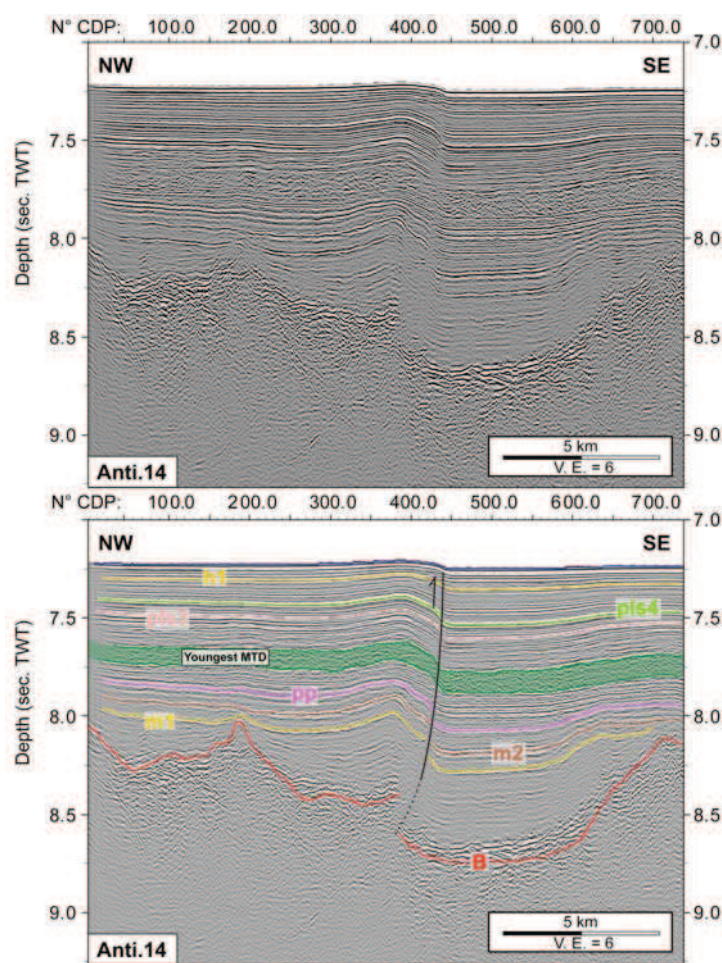 N° CDP: 100.0 200.0 300.0 400.0 500.0 600.0 700.0
7.0
NW SE
7.5 7.5
8.0 8.0
8.5 8.5
9.0 9.0
Depth (sec. TWT)
5 km
V. E. = 6
Anti.14
N° CDP: 100.0 200.0 300.0 400.0 500.0 600.0 700.0
7.0
NW SE
h1
7.5 7.5
pls4
Youngest MTD
pp
8.0 8.0
m1
m2
8.5 8.5
B
9.0 9.0
Depth (sec. TWT)
5 km
V. E. = 6
Anti.14